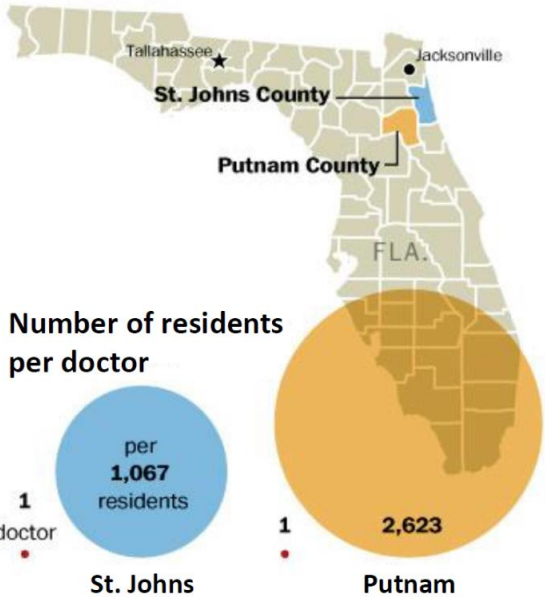 Tallahassee
Jacksonville
St. Johns County
Putnam County
FLA.
Number of residents
per doctor
per
1,067
residents
1
doctor
1
2,623
St. Johns
Putnam